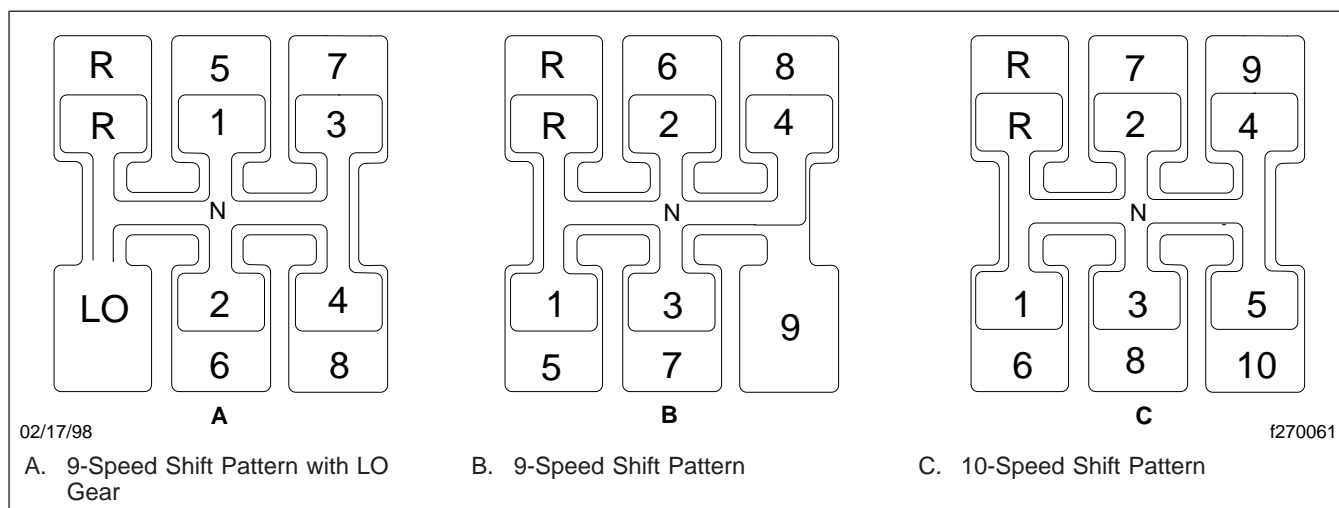 R 5 7 R 6 8 R 7 9
R 1 3 R 2 4 R 2 4
N N N
LO 2 4 1 3 9 1 3 5
6 8 5 7 6 8 10
A B C
02/17/98 f270061
A. 9-Speed Shift Pattern with LO Gear
B. 9-Speed Shift Pattern
C. 10-Speed Shift Pattern